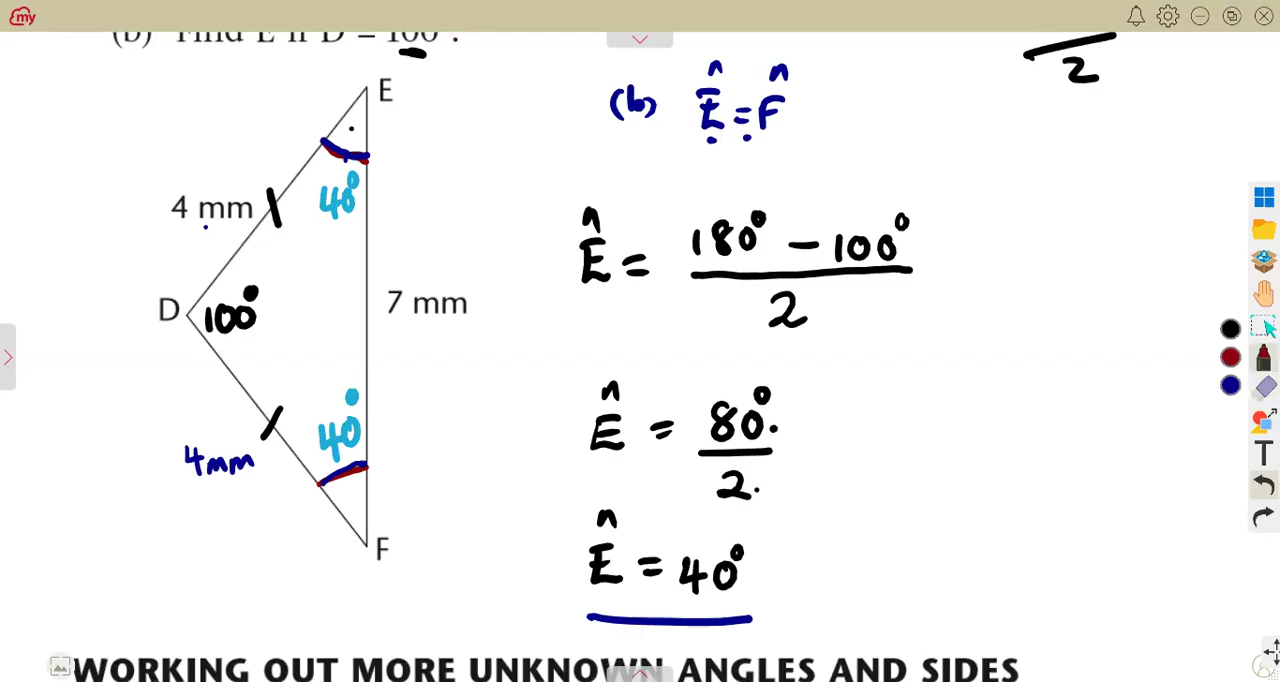 my
(b) Find Ê if D̂ = 100°.
2
(b) Ê = F̂
E
40°
4 mm
Ê = 180° - 100°
2
D 100°
7 mm
Ê = 80°
2
40°
4mm
Ê = 40°
F
T
WORKING OUT MORE UNKNOWN ANGLES AND SIDES